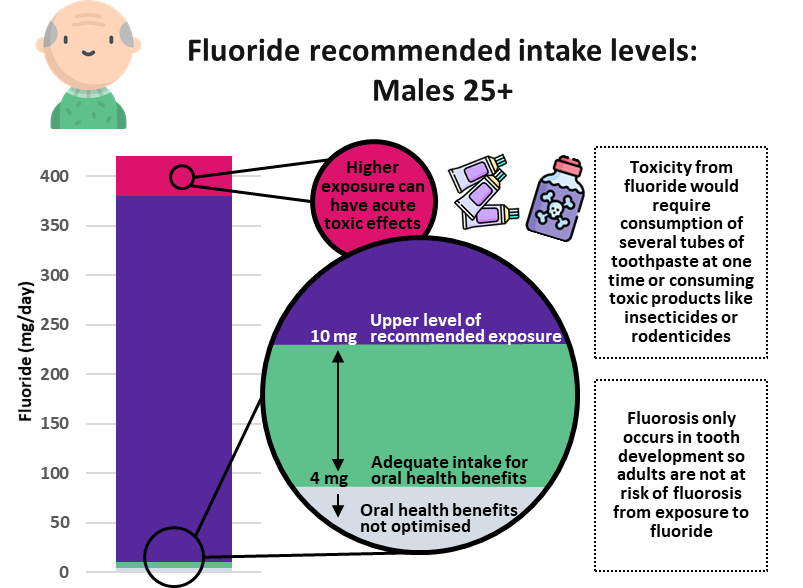 Fluoride recommended intake levels:
Males 25+
Fluoride (mg/day)
400
350
300
250
200
150
100
50
0
Higher
exposure can
have acute
toxic effects
10 mg
Upper level of
recommended exposure
4 mg
Adequate intake for
oral health benefits
Oral health benefits
not optimised
Toxicity from
fluoride would
require
consumption of
several tubes of
toothpaste at one
time or consuming
toxic products like
insecticides or
rodenticides
Fluorosis only
occurs in tooth
development so
adults are not at
risk of fluorosis
from exposure to
fluoride